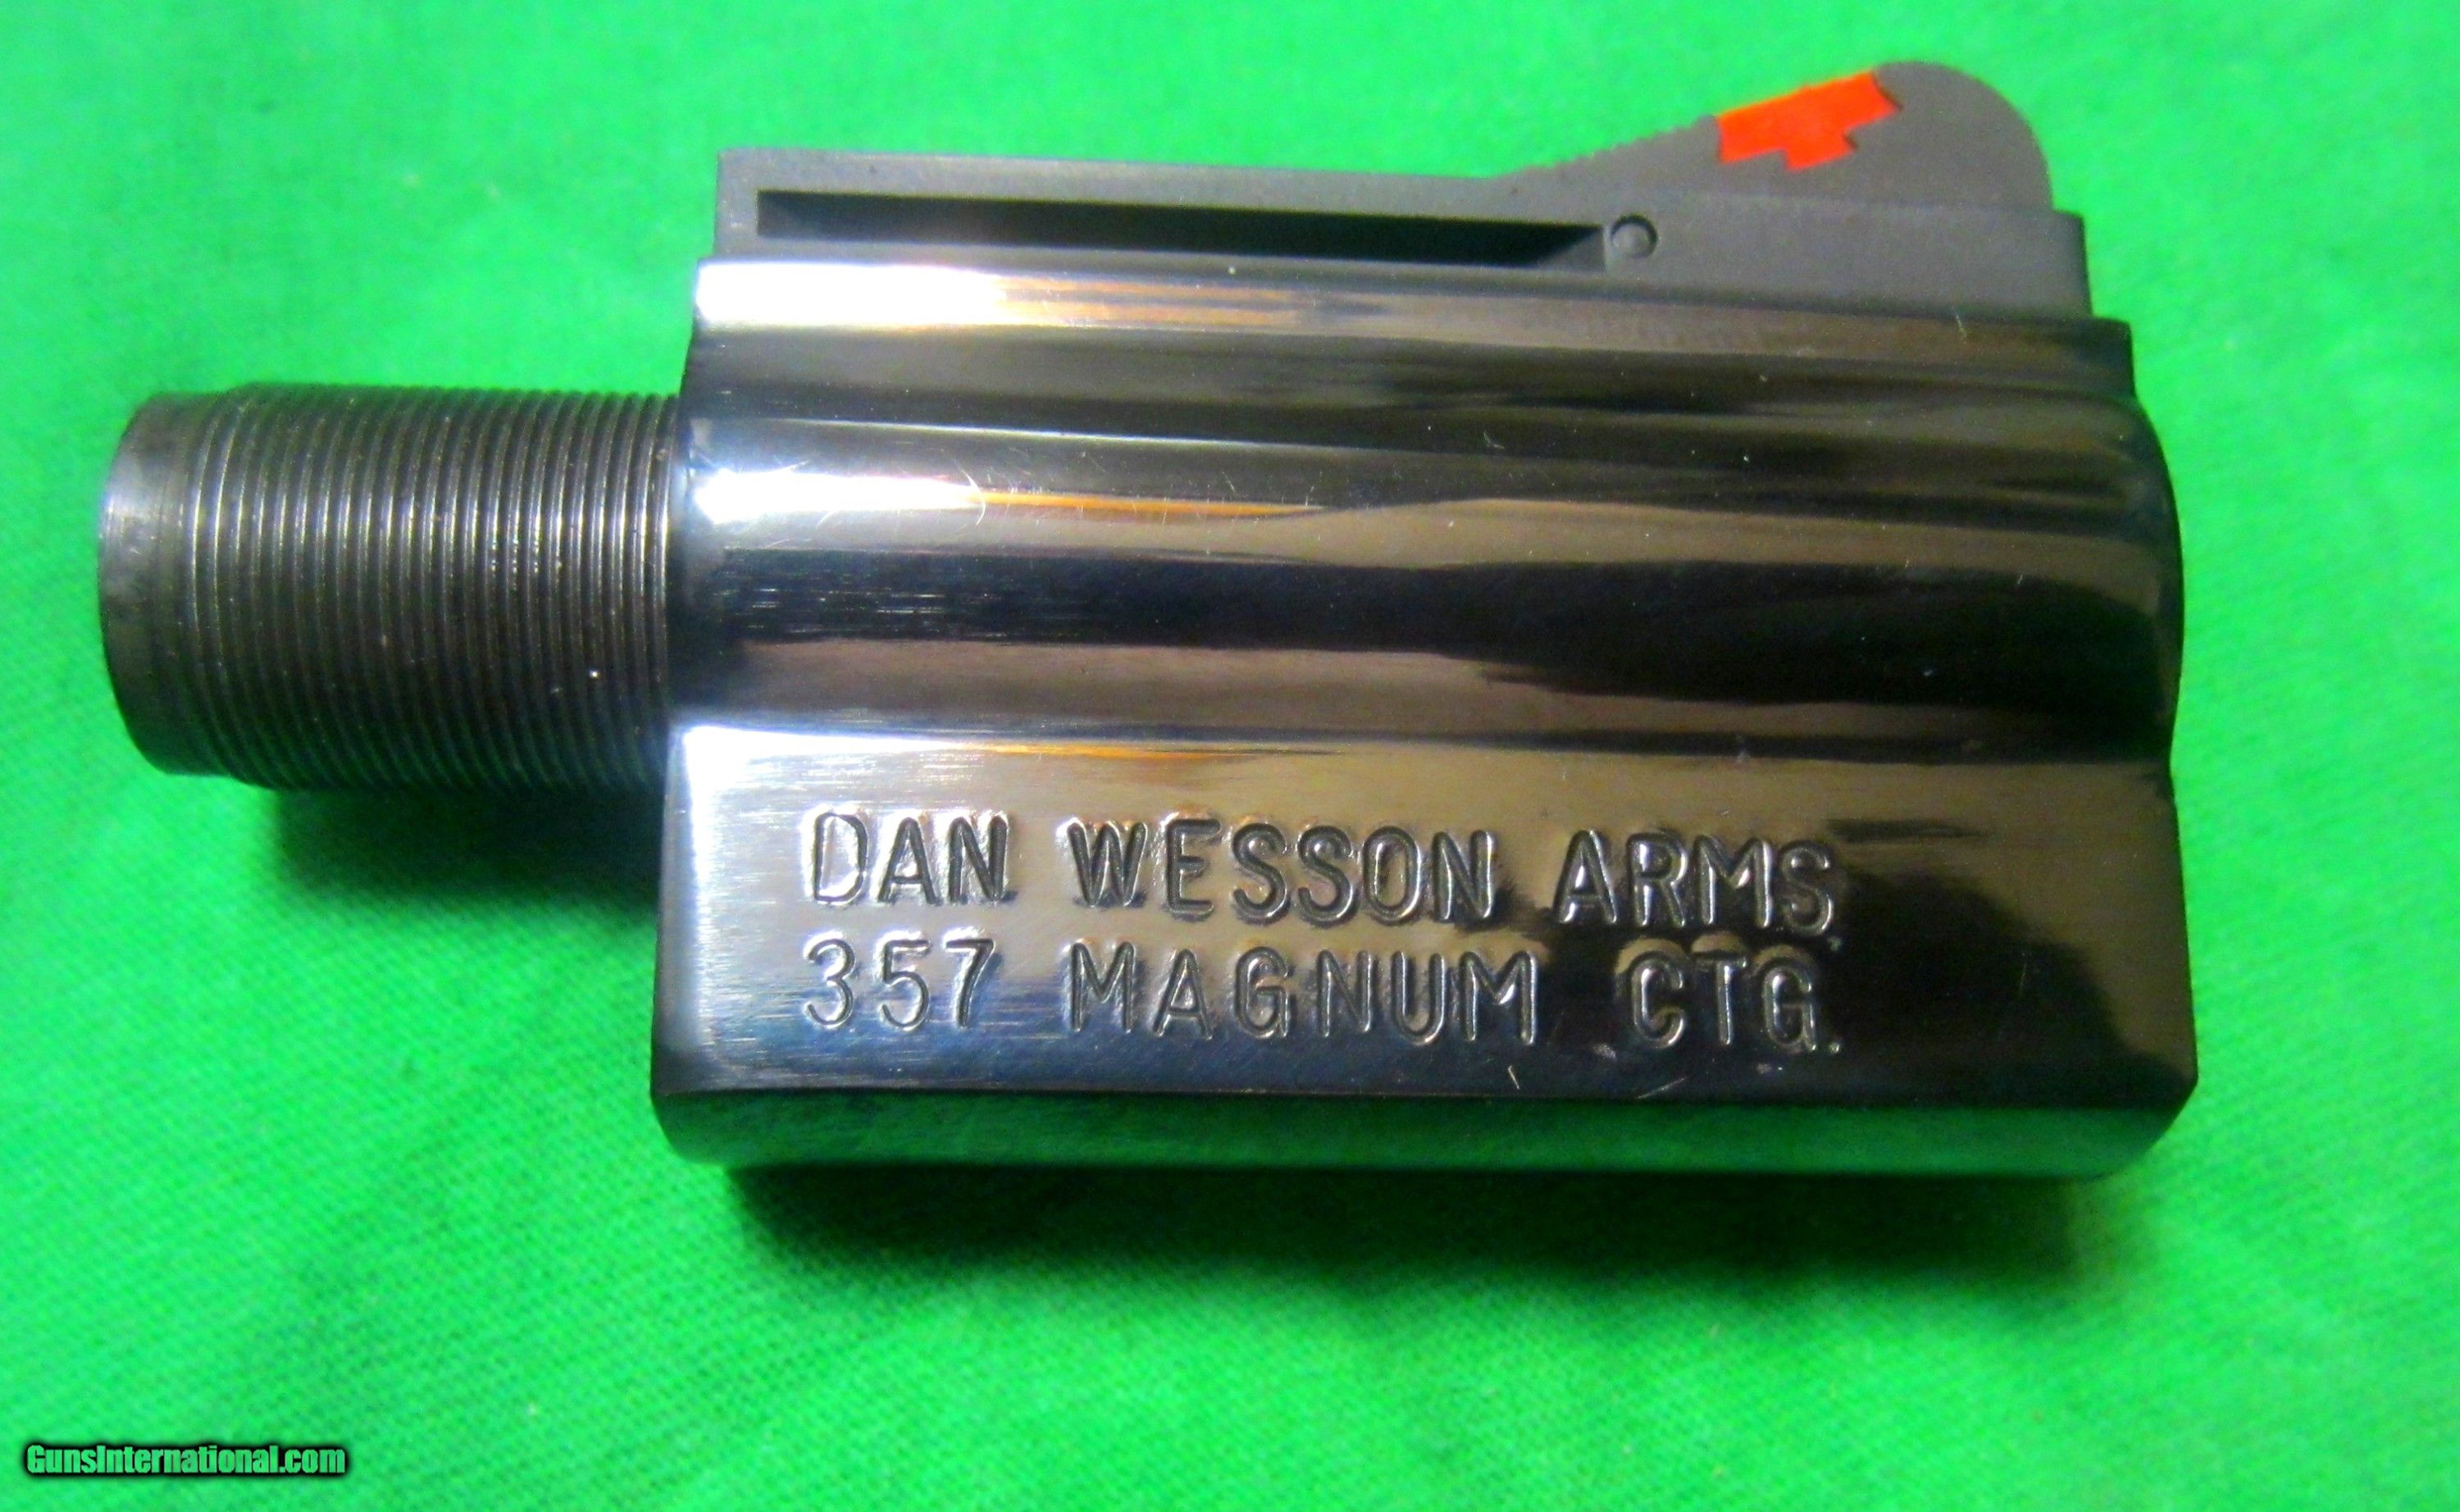 DAN WESSON ARMS
357 MAGNUM CTG.
GunsInternational.com